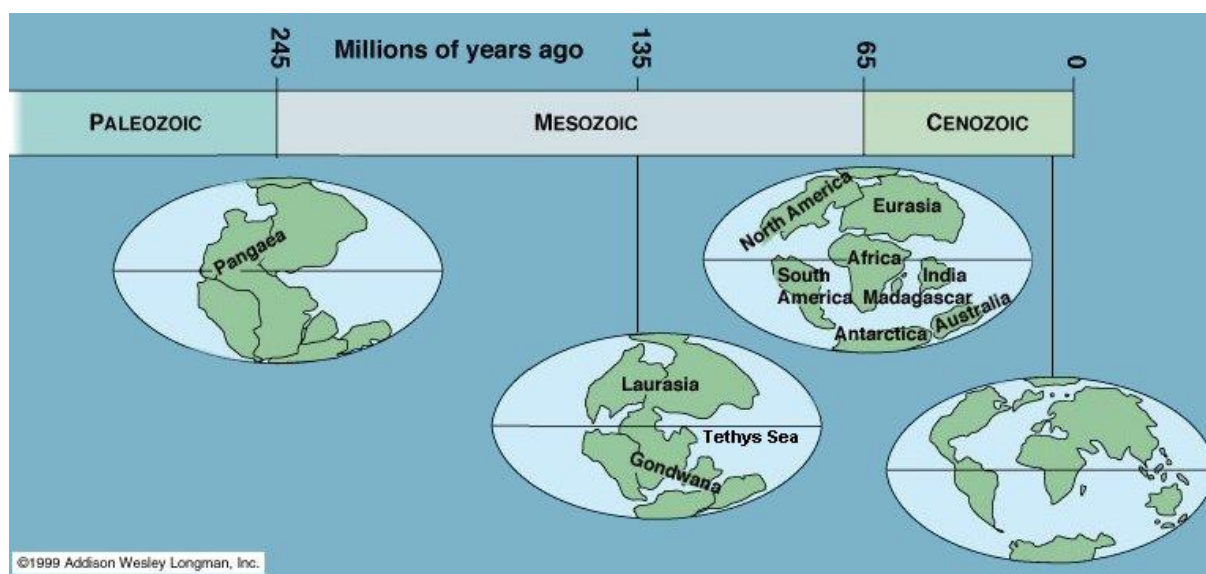 Millions of years ago
245
135
65
0
PALEOZOIC
MESOZOIC
CENOZOIC
Pangaea
North America
Eurasia
Africa
South
America
India
Madagascar
Australia
Antarctica
Laurasia
Tethys Sea
Gondwana
©1999 Addison Wesley Longman, Inc.